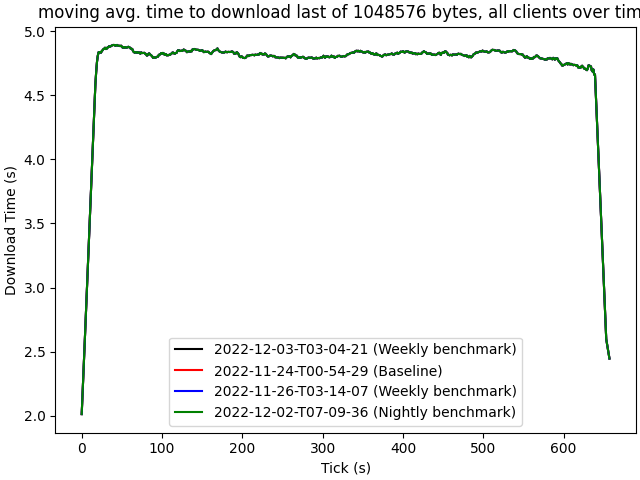 moving avg. time to download last of 1048576 bytes, all clients over tim
5.0
4.5
4.0
3.5
3.0
2.5
2.0
Download Time (s)
2022-12-03-T03-04-21 (Weekly benchmark)
2022-11-24-T00-54-29 (Baseline)
2022-11-26-T03-14-07 (Weekly benchmark)
2022-12-02-T07-09-36 (Nightly benchmark)
0 100 200 300 400 500 600
Tick (s)